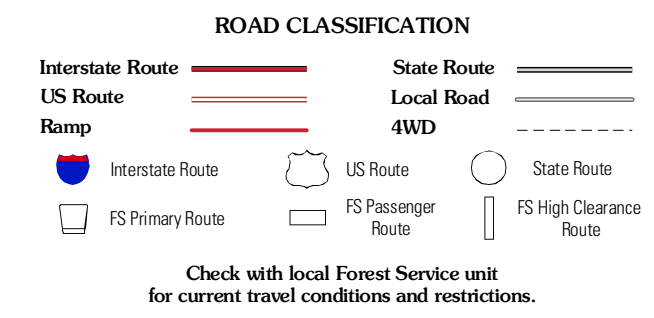 ROAD CLASSIFICATION
Interstate Route
State Route
US Route
Local Road
Ramp
4WD
Interstate Route
US Route
State Route
FS Primary Route
FS Passenger
Route
FS High Clearance
Route
Check with local Forest Service unit
for current travel conditions and restrictions.